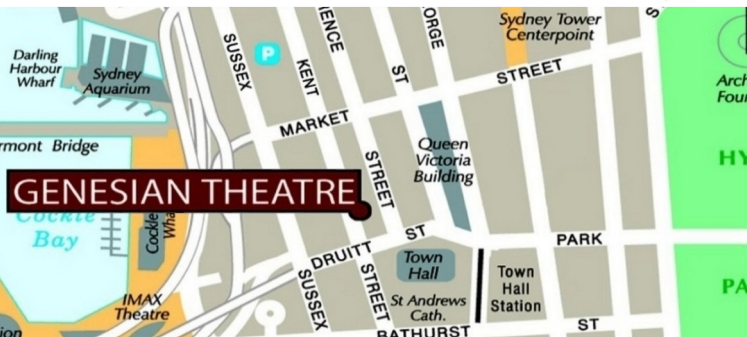 Sydney Tower
Centerpoint
SUSSEX
KENT
ST
STREET
MARKET
Darling
Harbour
Wharf
Sydney
Aquarium
P
Queen
Victoria
Building
GENESIAN THEATRE
Cockle
Bay
STREET
DRUITT ST
PARK
Town
Hall
Town
Hall
Station
St Andrews
Cath.
SUSSEX
STREET
IMAX
Theatre
BATHURST
ST